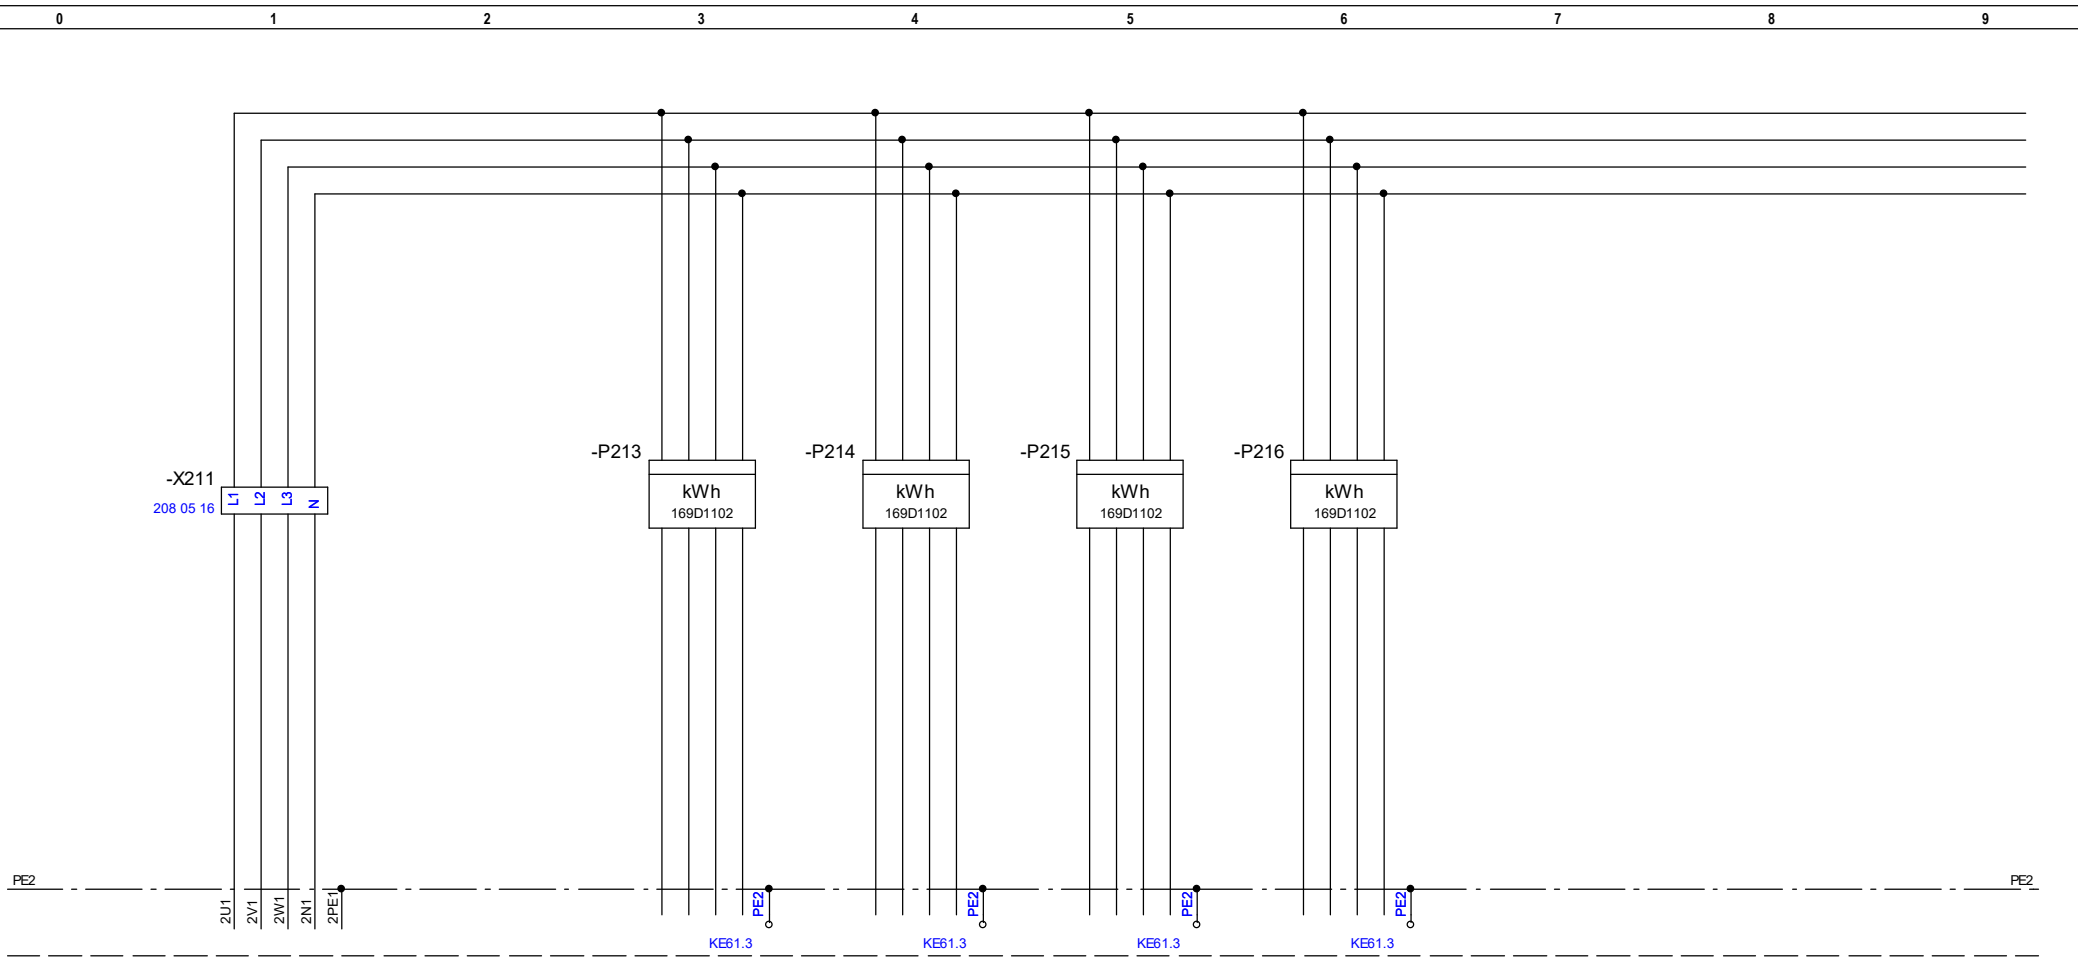 0 1 2 3 4 5 6 7 8 9
-P213 -P214 -P215 -P216
-X211
208 05 16
L1 L2 L3 N
kWh kWh kWh kWh
169D1102 169D1102 169D1102 169D1102
PE2 PE2
2U1 2V1 2W1 2N1 2PE1 PE2 PE2 PE2 PE2
KE61.3 KE61.3 KE61.3 KE61.3